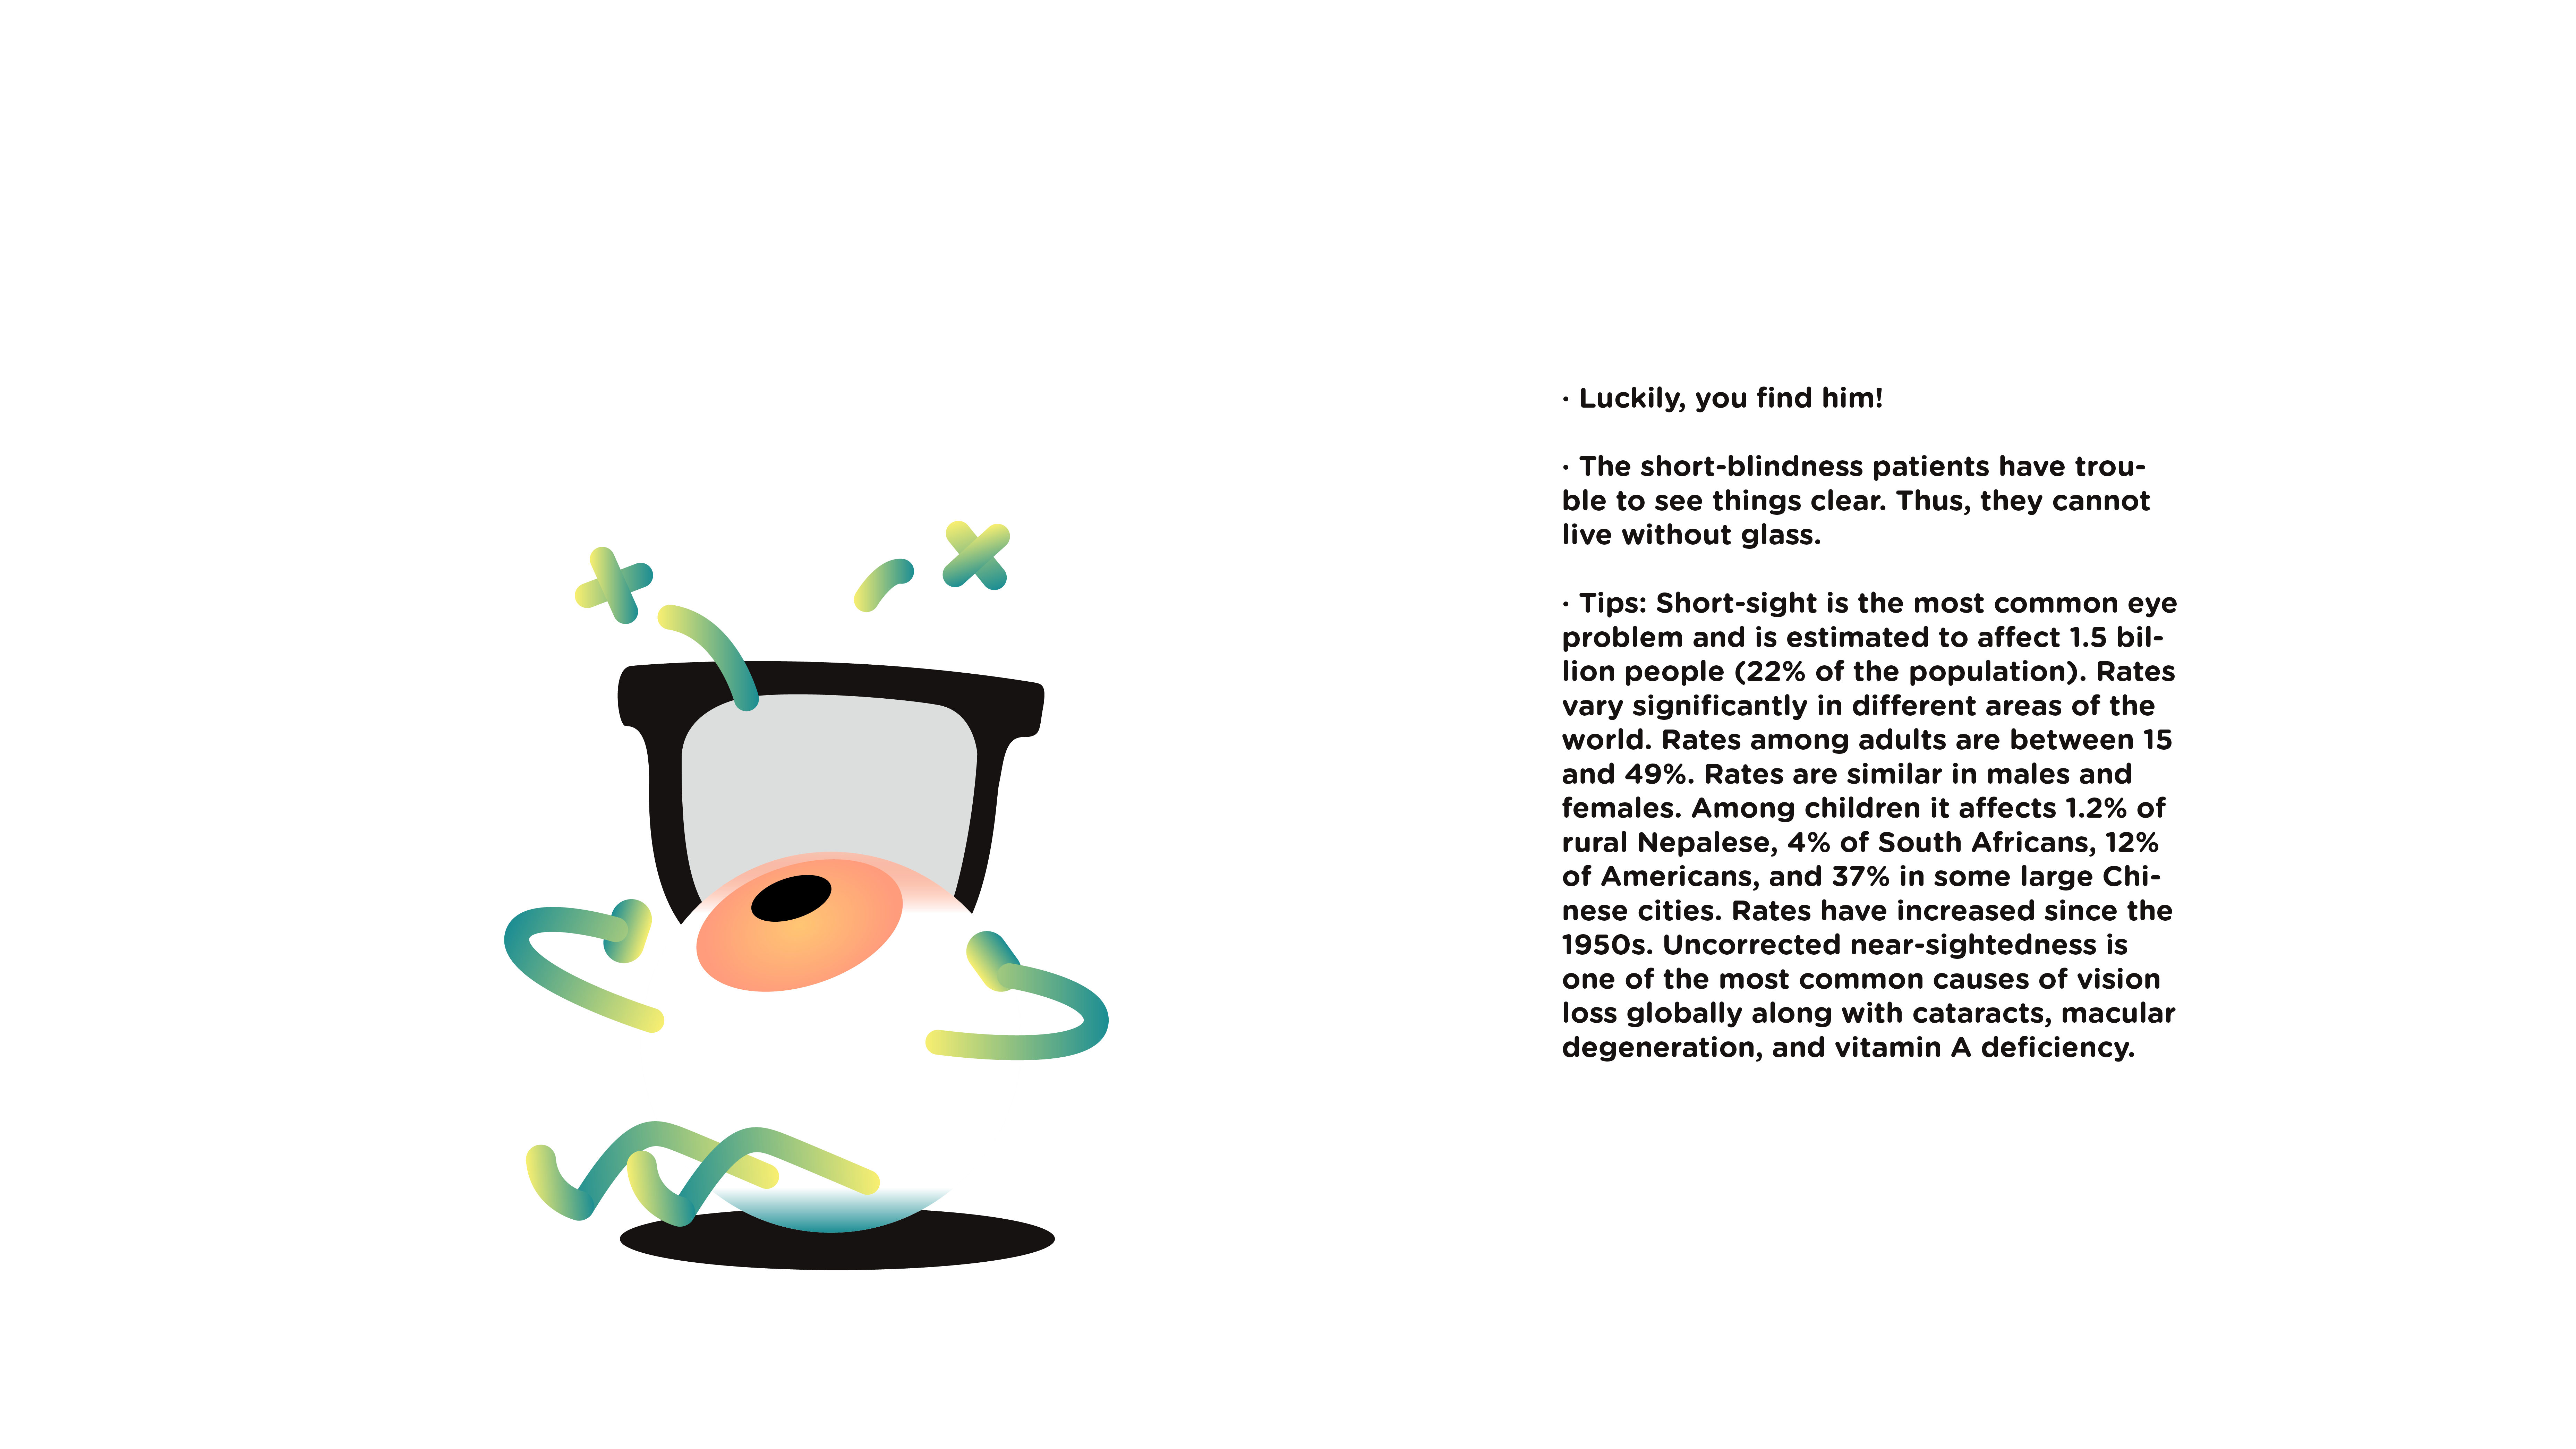 · Luckily, you find him!
· The short-blindness patients have trou-
ble to see things clear. Thus, they cannot
live without glass.
· Tips: Short-sight is the most common eye
problem and is estimated to affect 1.5 bil-
lion people (22% of the population). Rates
vary significantly in different areas of the
world. Rates among adults are between 15
and 49%. Rates are similar in males and
females. Among children it affects 1.2% of
rural Nepalese, 4% of South Africans, 12%
of Americans, and 37% in some large Chi-
nese cities. Rates have increased since the
1950s. Uncorrected near-sightedness is
one of the most common causes of vision
loss globally along with cataracts, macular
degeneration, and vitamin A deficiency.